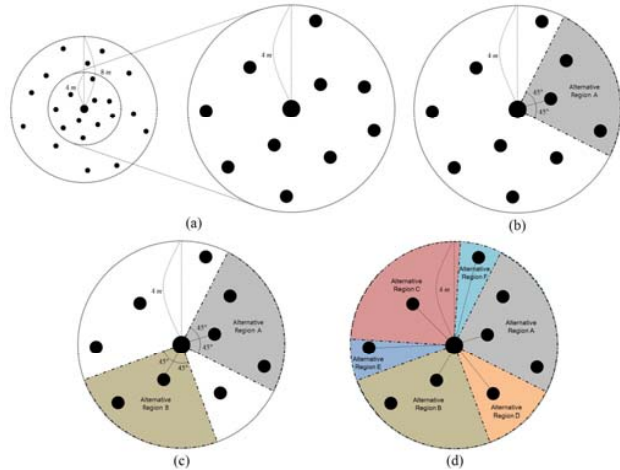 4 m
8 m
4 m
(a)
4 m
45°
45°
Alternative
Region A
(b)
4 m
45°
45°
45°
45°
Alternative
Region A
Alternative
Region B
(c)
4 m
Alternative
Region F
Alternative
Region C
Alternative
Region A
Alternative
Region E
Alternative
Region B
Alternative
Region D
(d)